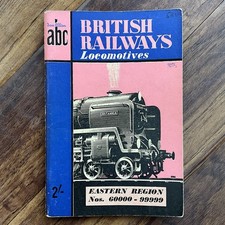 abc
BRITISH
RAILWAYS
Locomotives
EASTERN REGION
Nos. 60000 - 99999
2/-